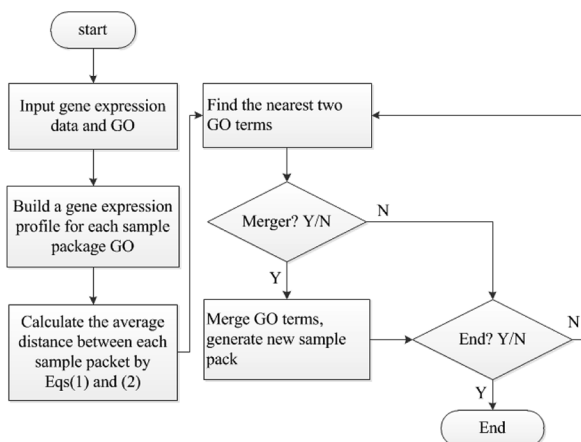 start
Input gene expression
data and GO
Build a gene expression
profile for each sample
package GO
Calculate the average
distance between each
sample packet by
Eqs(1) and (2)
Find the nearest two
GO terms
Merger? Y/N
N
Y
Merge GO terms,
generate new sample
pack
End? Y/N
N
Y
End